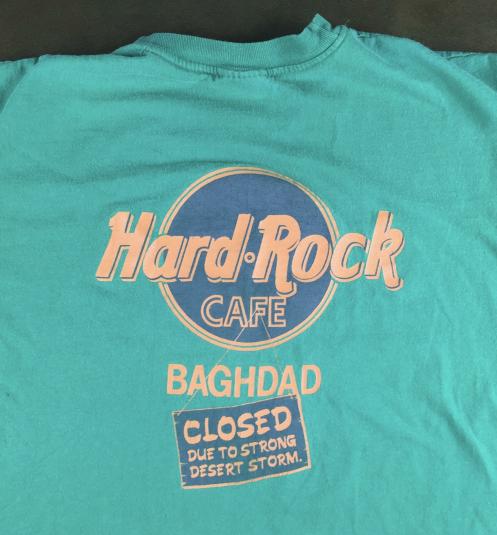 Hard·Rock
CAFE
BAGHDAD
CLOSED
DUE TO STRONG
DESERT STORM.